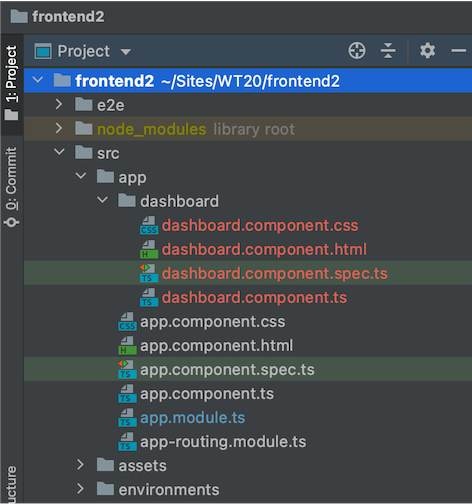 frontend2
Project
frontend2 ~/Sites/WT20/frontend2
e2e
node_modules library root
src
app
dashboard
CSS dashboard.component.css
H dashboard.component.html
TS dashboard.component.spec.ts
TS dashboard.component.ts
CSS app.component.css
H app.component.html
TS app.component.spec.ts
TS app.component.ts
TS app.module.ts
TS app-routing.module.ts
assets
environments
1: Project
0: Commit
ucture